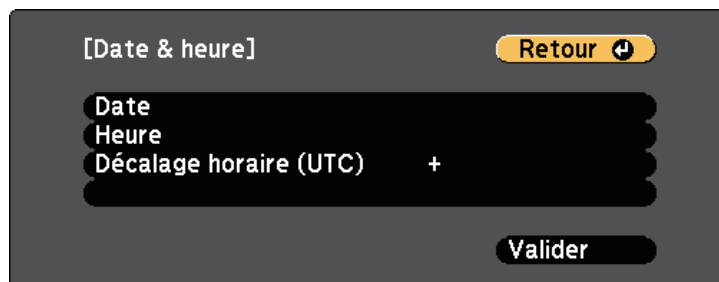 [Date & heure]
Retour
Date
Heure
Décalage horaire (UTC) +
Valider